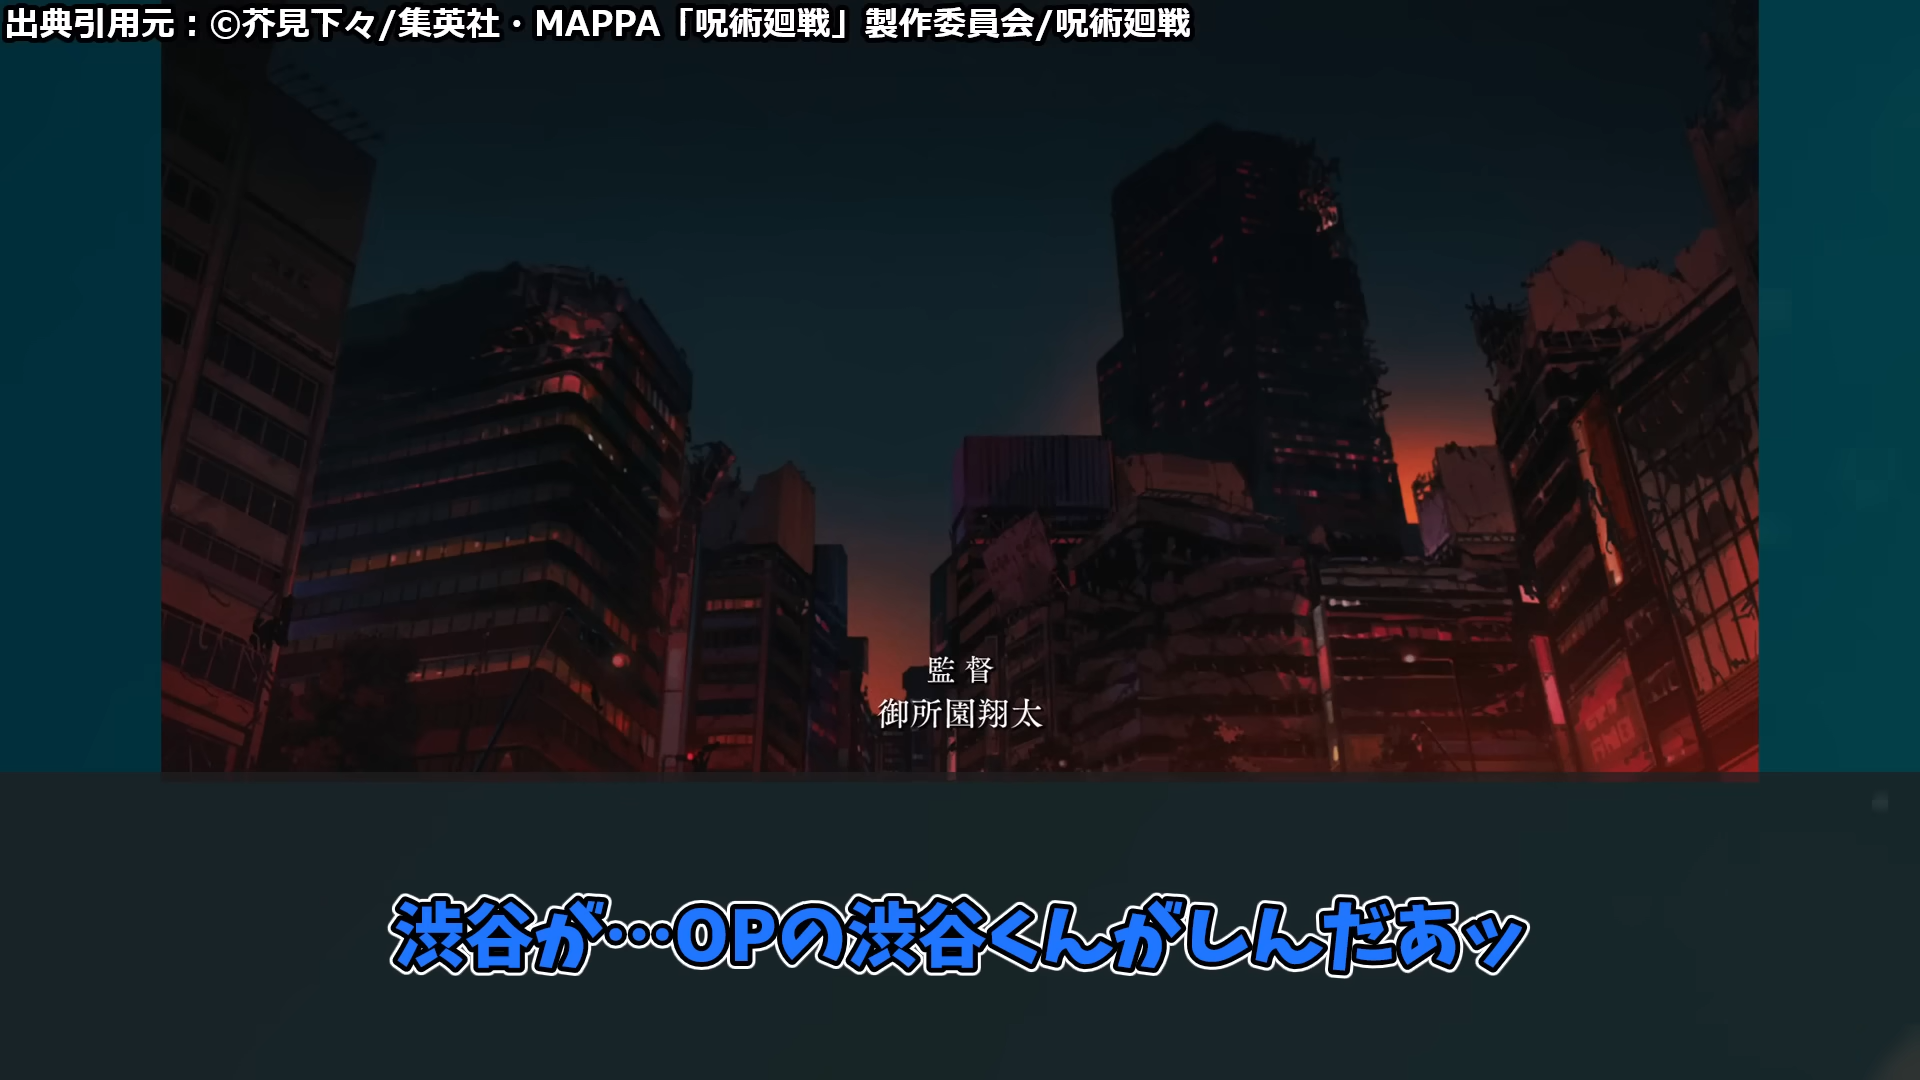 出典引用元：©芥見下々/集英社・MAPPA「呪術廻戦」製作委員会/呪術廻戦
監督
御所園翔太
渋谷が…OPの渋谷くんがしんだあッ